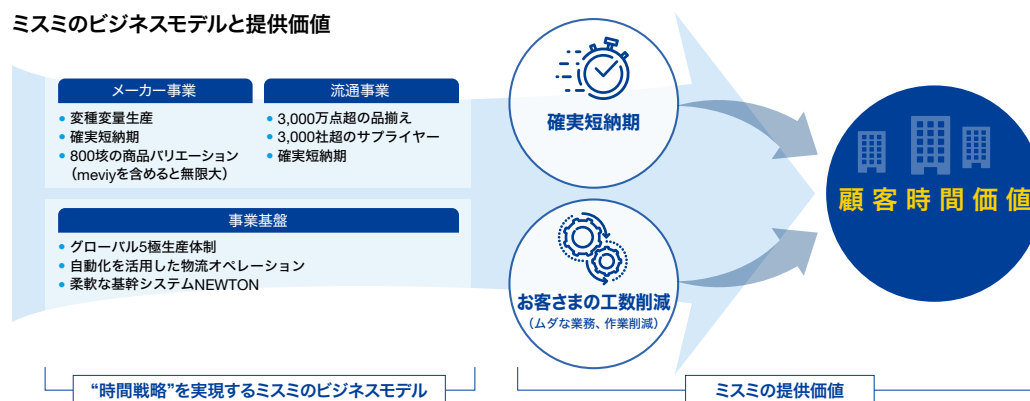 ミスミのビジネスモデルと提供価値
メーカー事業
● 変種変量生産
● 確実短納期
● 800垓の商品バリエーション
（meviyを含めると無限大）
流通事業
● 3,000万点超の品揃え
● 3,000社超のサプライヤー
● 確実短納期
事業基盤
● グローバル5極生産体制
● 自動化を活用した物流オペレーション
● 柔軟な基幹システムNEWTON
確実短納期
お客さまの工数削減
（ムダな業務、作業削減）
顧客時間価値
“時間戦略”を実現するミスミのビジネスモデル
ミスミの提供価値